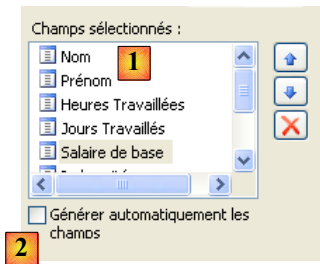 Champs sélectionnés :
Nom
1
Prénom
Heures Travaillées
Jours Travaillés
Salaire de base
Générer automatiquement les
champs
2